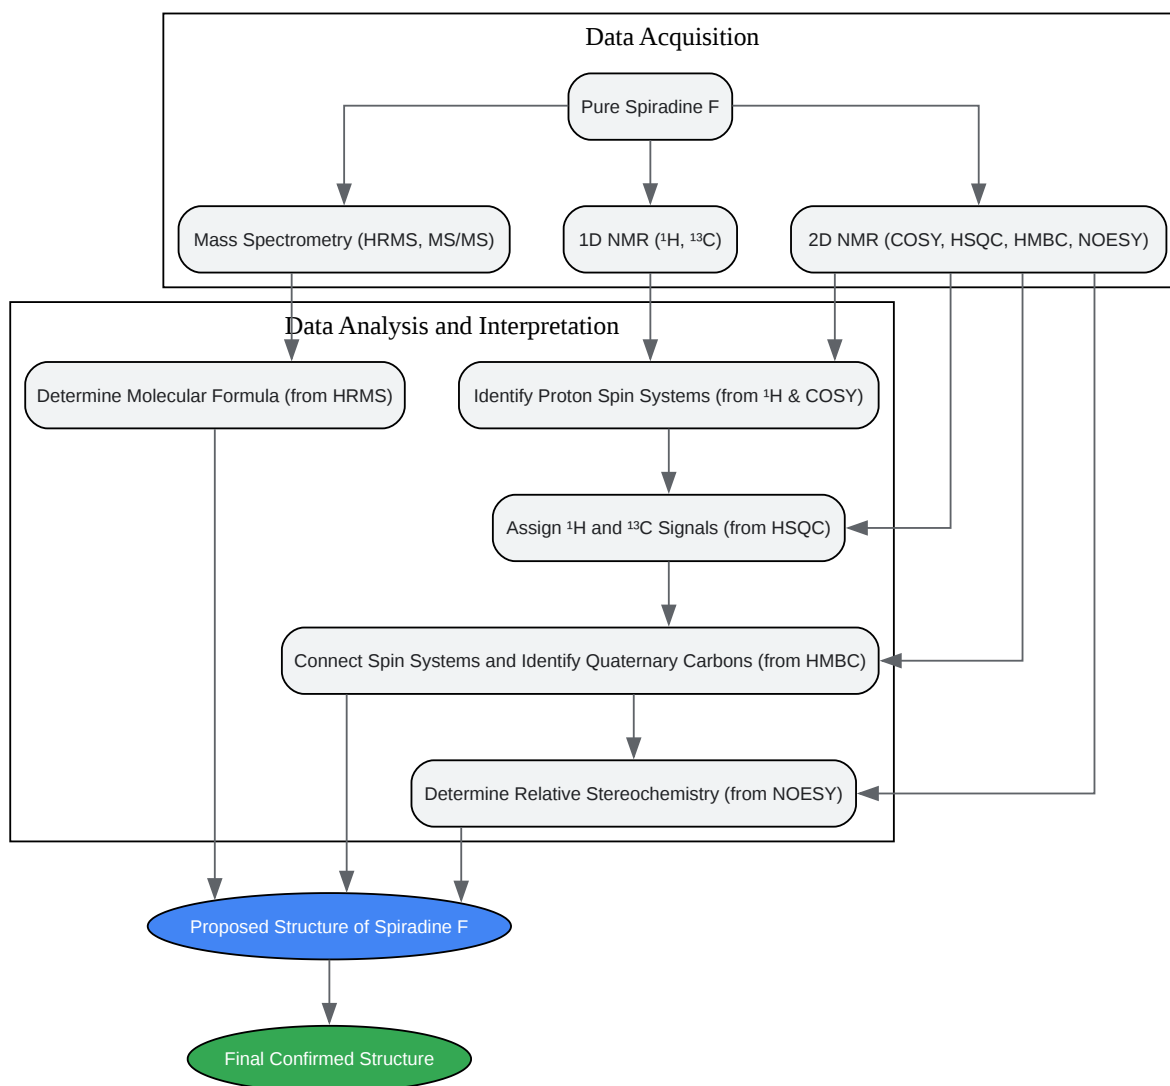 Data Acquisition
Pure Spiradine F
Mass Spectrometry (HRMS, MS/MS)
1D NMR (¹H, ¹³C)
2D NMR (COSY, HSQC, HMBC, NOESY)
Data Analysis and Interpretation
Determine Molecular Formula (from HRMS)
Identify Proton Spin Systems (from ¹H & COSY)
Assign ¹H and ¹³C Signals (from HSQC)
Connect Spin Systems and Identify Quaternary Carbons (from HMBC)
Determine Relative Stereochemistry (from NOESY)
Proposed Structure of Spiradine F
Final Confirmed Structure